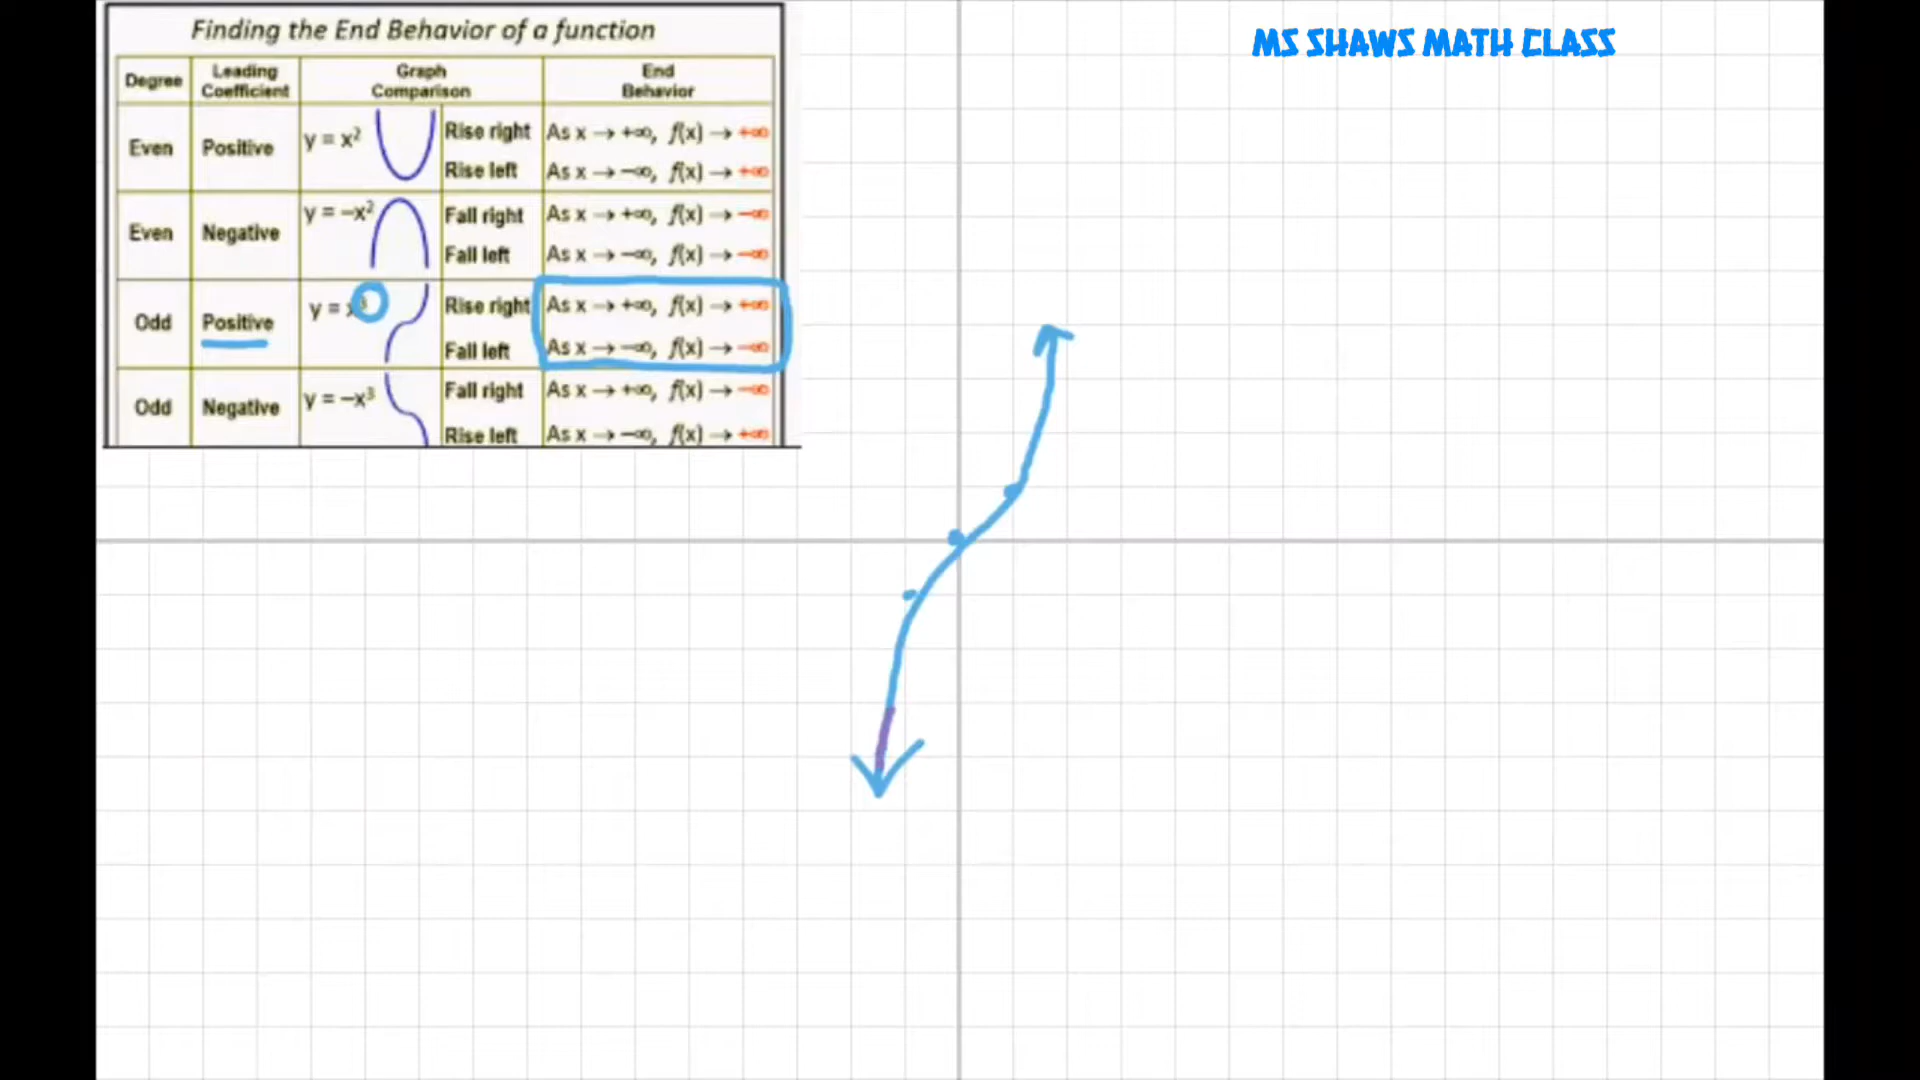 Finding the End Behavior of a function
MS SHAWS MATH CLASS
Degree Leading Coefficient Graph Comparison End Behavior
Even Positive y = x² Rise right As x → +∞, f(x) → +∞
Rise left As x → −∞, f(x) → +∞
Even Negative y = −x² Fall right As x → +∞, f(x) → −∞
Fall left As x → −∞, f(x) → −∞
Odd Positive y = x³ Rise right As x → +∞, f(x) → +∞
Fall left As x → −∞, f(x) → −∞
Odd Negative y = −x³ Fall right As x → +∞, f(x) → −∞
Rise left As x → −∞, f(x) → +∞